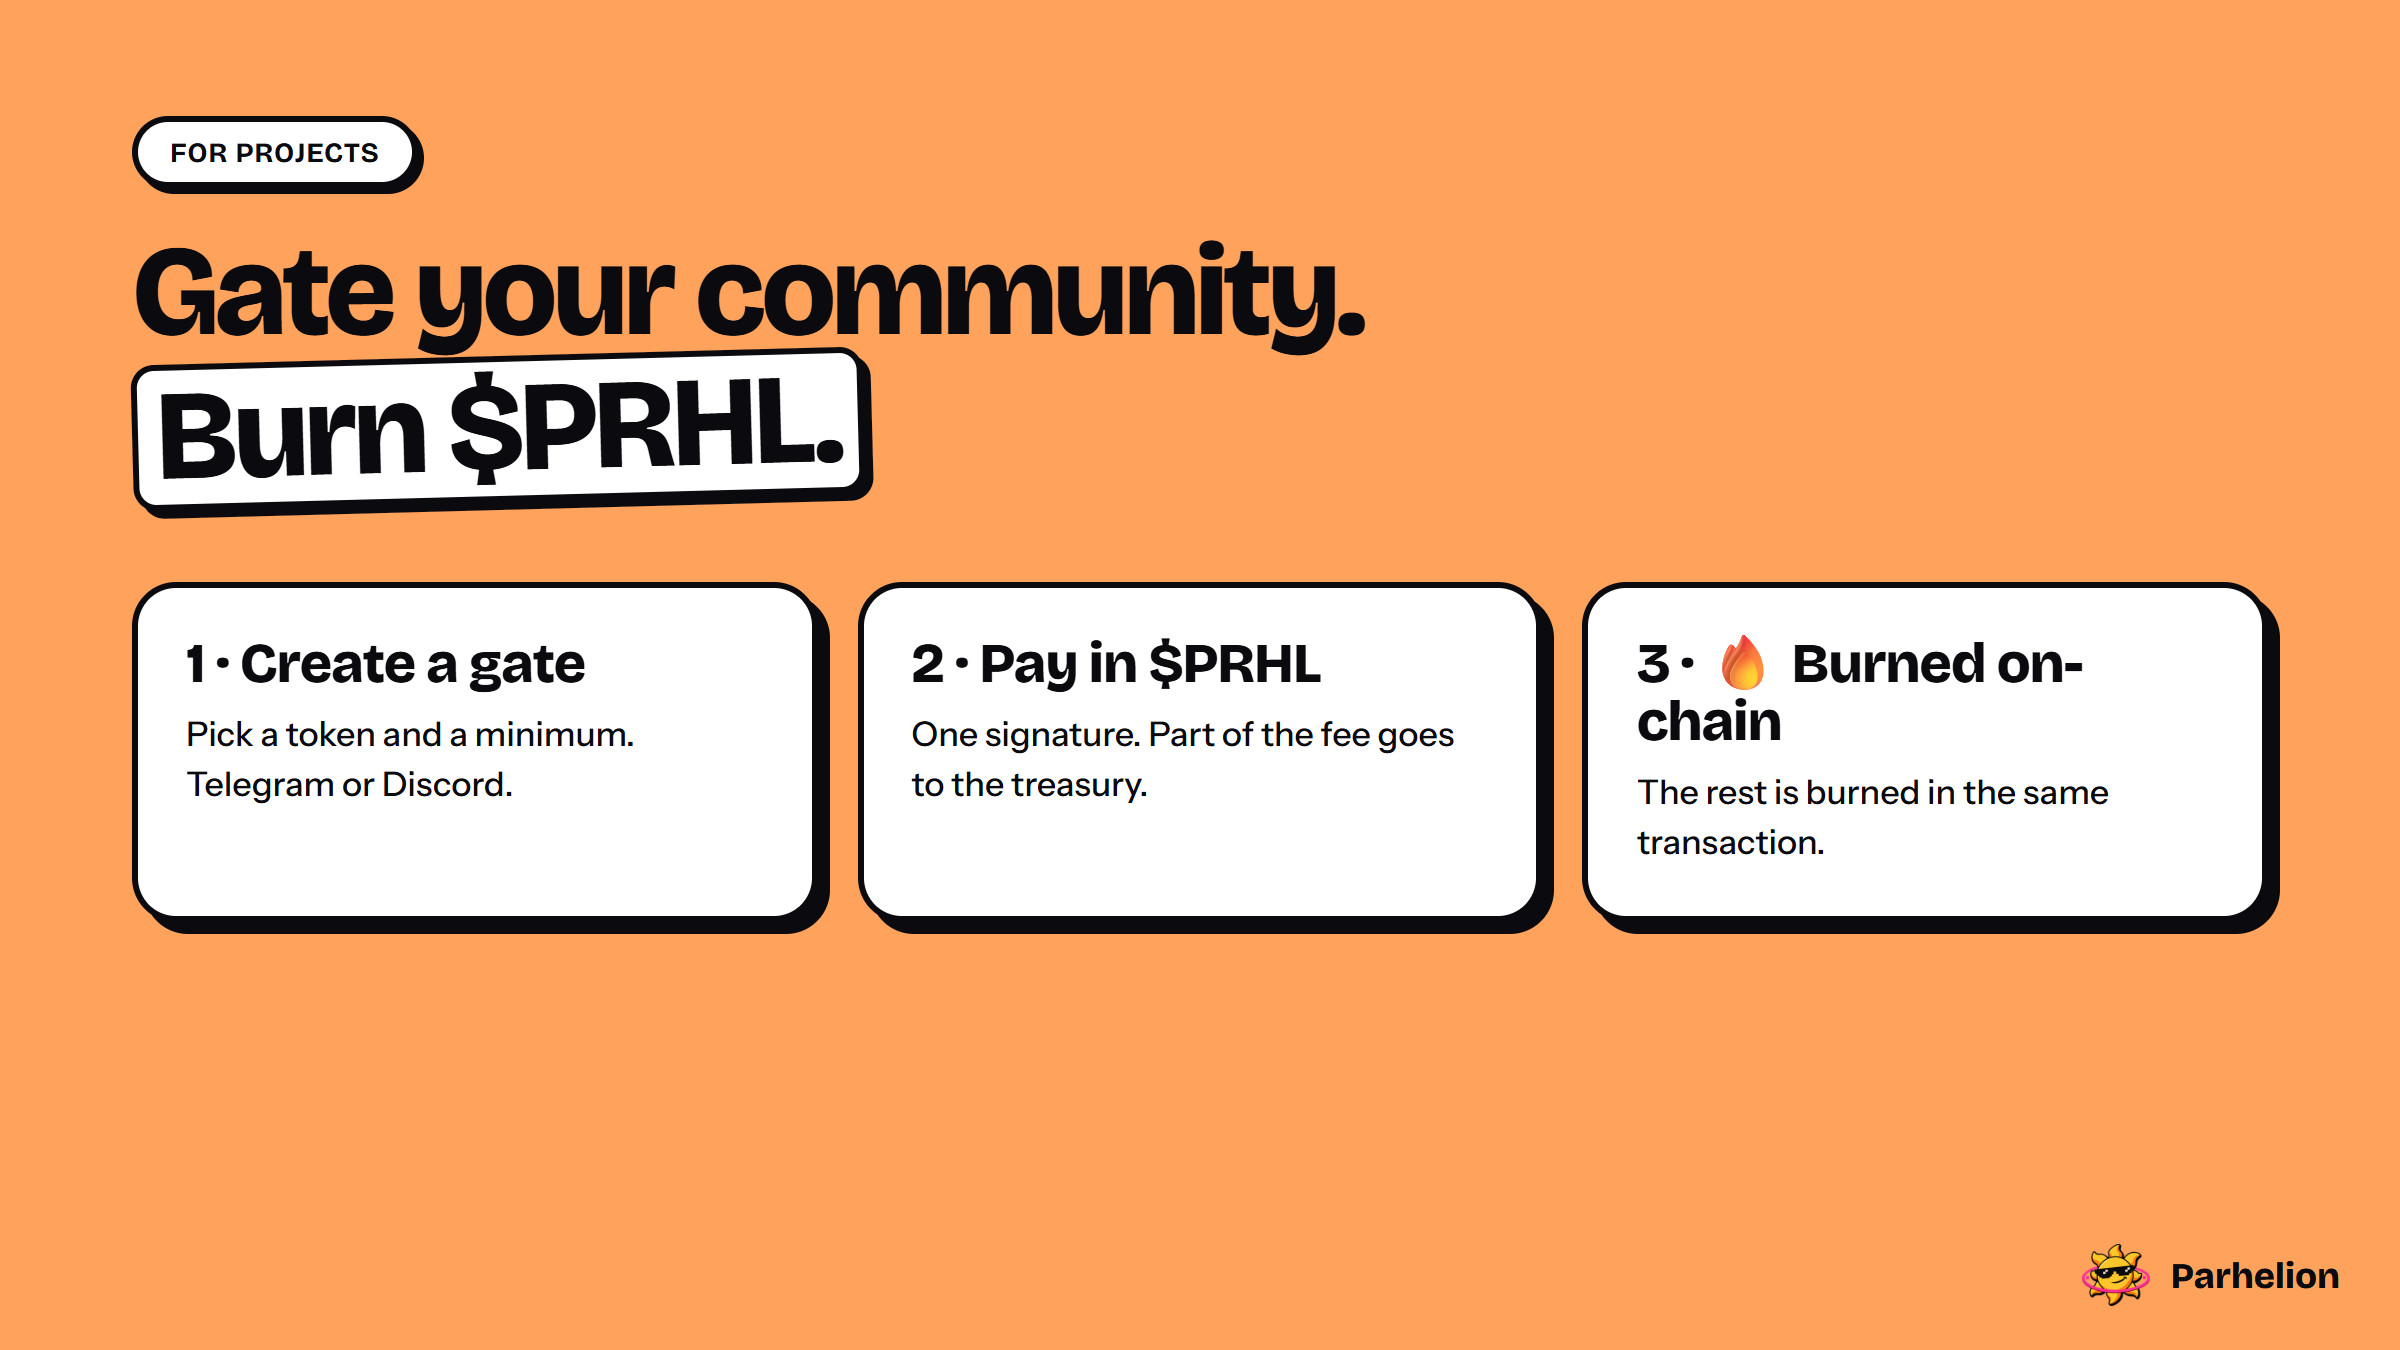 FOR PROJECTS
Gate your community.
Burn $PRHL.
1 · Create a gate
Pick a token and a minimum.
Telegram or Discord.
2 · Pay in $PRHL
One signature. Part of the fee goes
to the treasury.
3 · 🔥 Burned on-
chain
The rest is burned in the same
transaction.
Parhelion